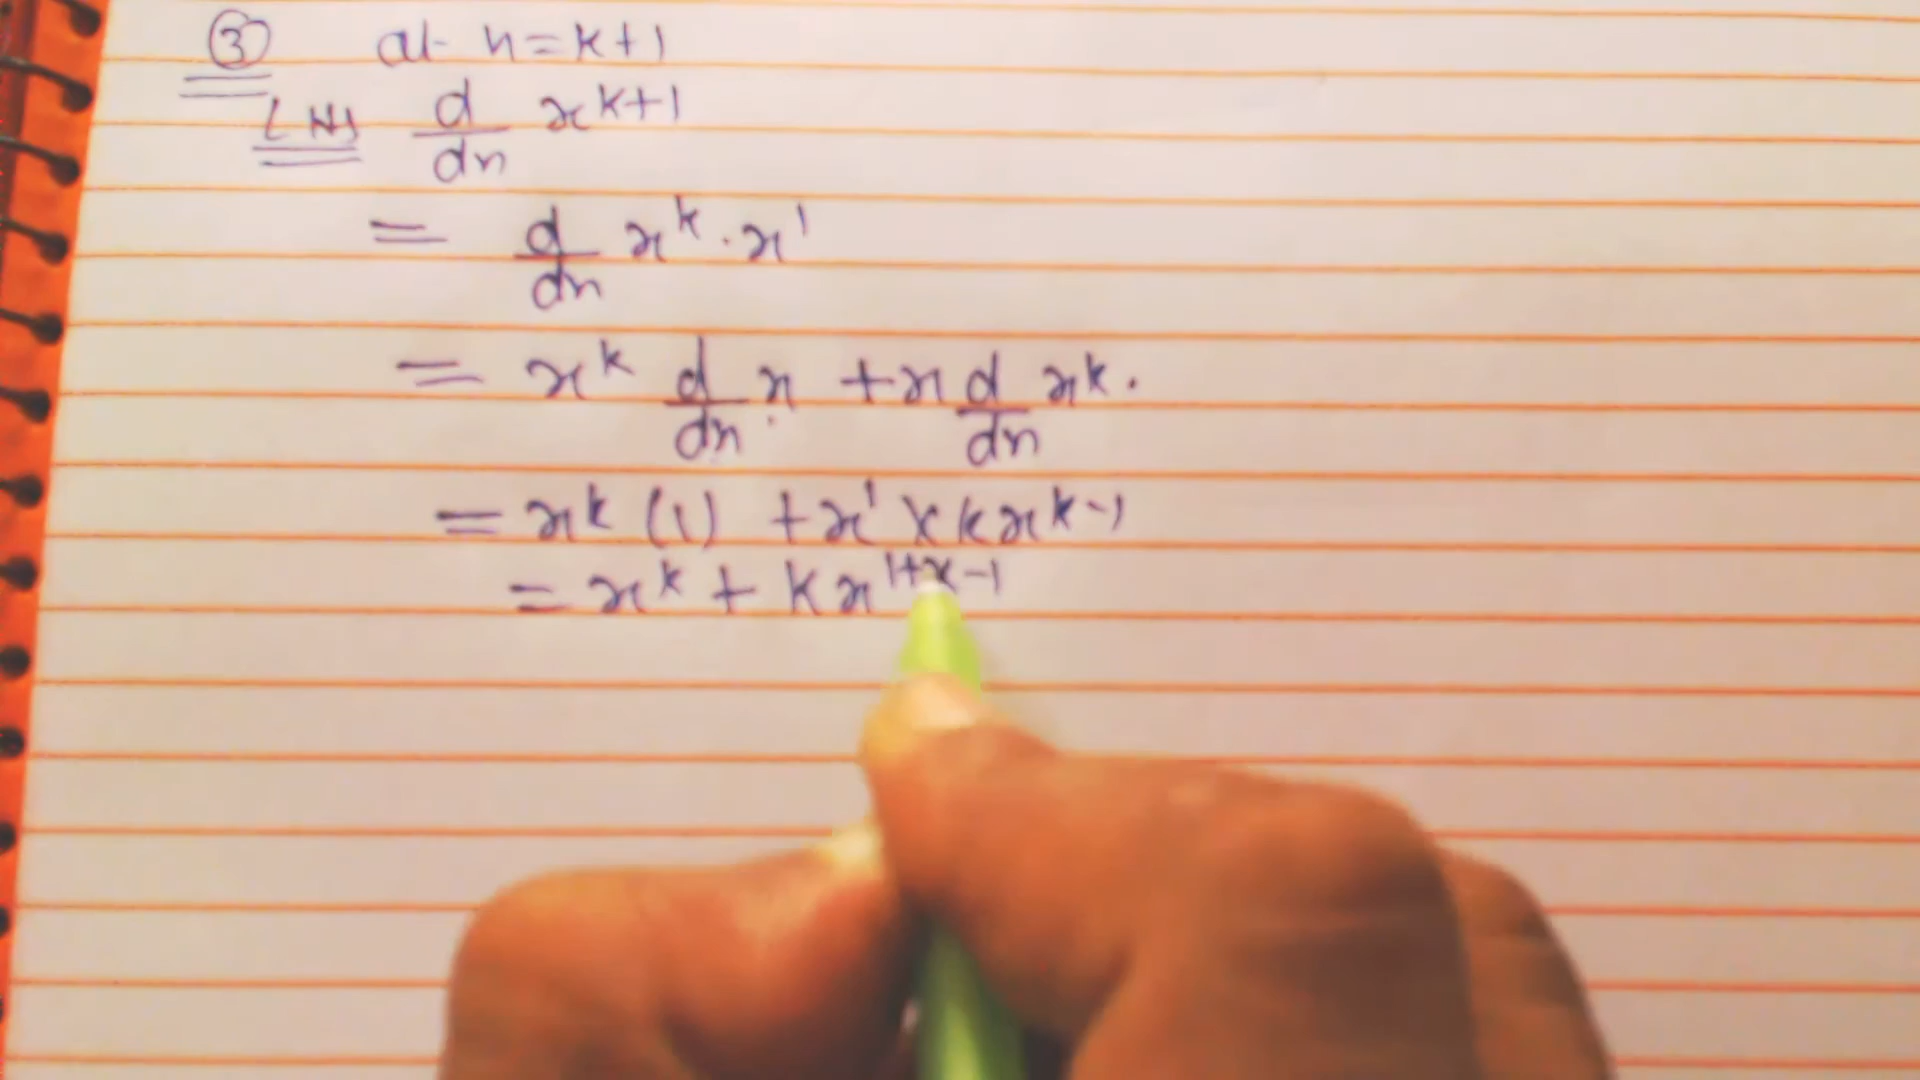 ③ at n=k+1
LHS d/dx x^k+1
= d/dx x^k . x^1
= x^k d/dx x + x d/dx x^k .
= x^k (1) + x^1 × k x^k-1
= x^k + k x^1+k-1